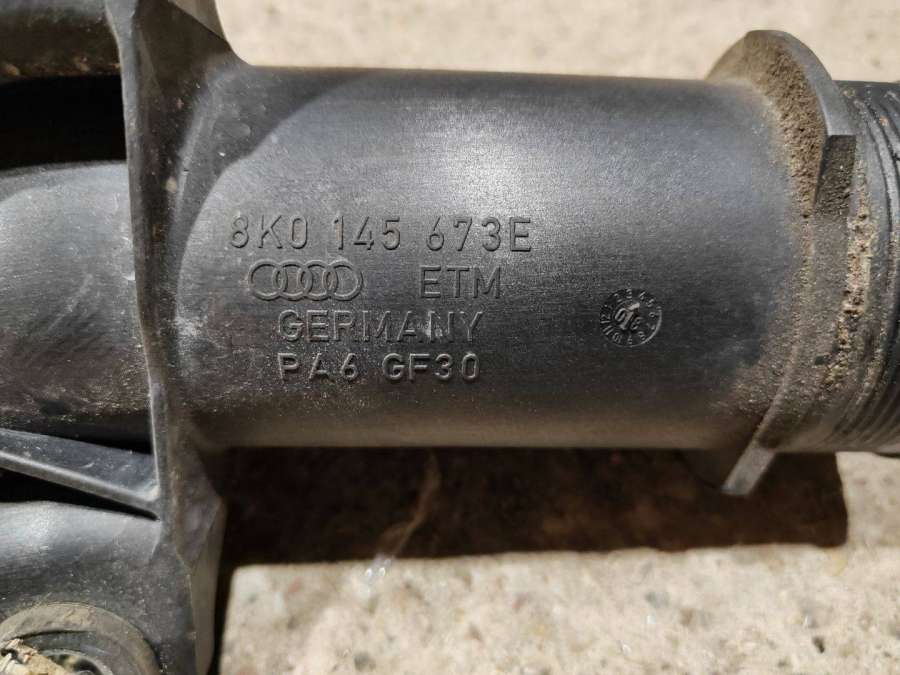 8K0 145 673E
ETM
GERMANY
PA6 GF30